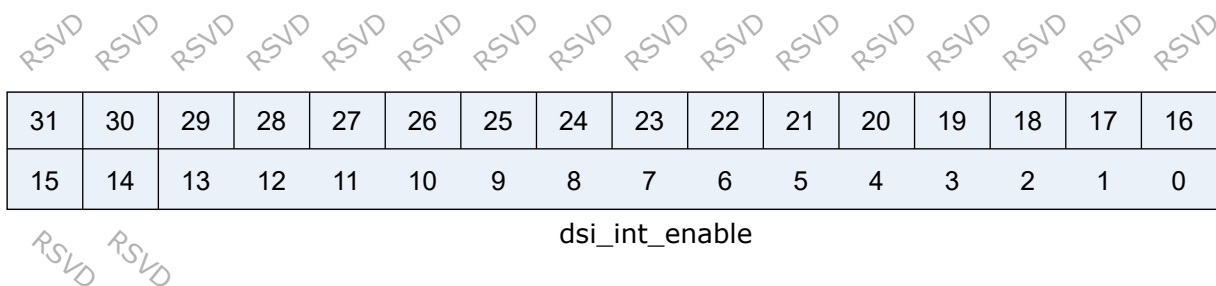 RSVD RSVD RSVD RSVD RSVD RSVD RSVD RSVD RSVD RSVD RSVD RSVD RSVD RSVD RSVD RSVD
31 30 29 28 27 26 25 24 23 22 21 20 19 18 17 16
15 14 13 12 11 10 9 8 7 6 5 4 3 2 1 0
RSVD RSVD dsi_int_enable